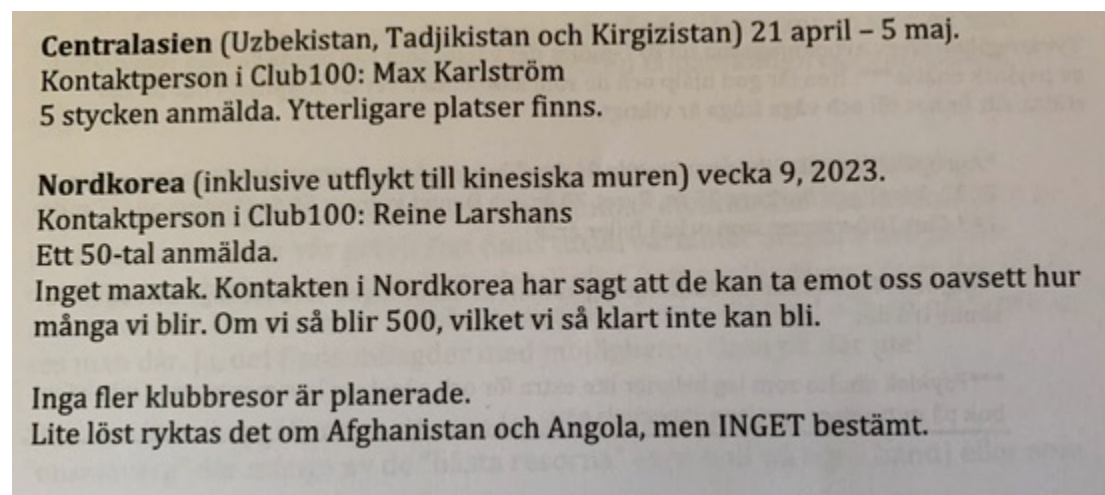 Centralasien (Uzbekistan, Tadjikistan och Kirgizistan) 21 april – 5 maj.
Kontaktperson i Club100: Max Karlström
5 stycken anmälda. Ytterligare platser finns.
Nordkorea (inklusive utflykt till kinesiska muren) vecka 9, 2023.
Kontaktperson i Club100: Reine Larshans
Ett 50-tal anmälda.
Inget maxtak. Kontakten i Nordkorea har sagt att de kan ta emot oss oavsett hur
många vi blir. Om vi så blir 500, vilket vi så klart inte kan bli.
Inga fler klubbresor är planerade.
Lite löst ryktas det om Afghanistan och Angola, men INGET bestämt.